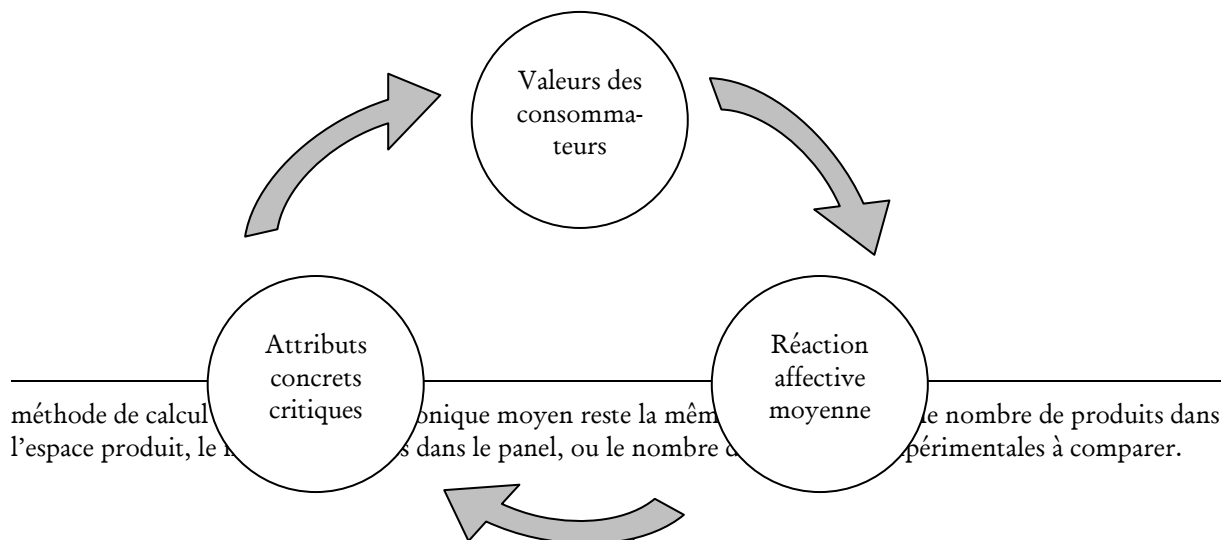 Valeurs des
consomma-
teurs
Attributs
concrets
critiques
Réaction
affective
moyenne
méthode de calcul onique moyen reste la mêm le nombre de produits dans
l'espace produit, le s dans le panel, ou le nombre d périmentales à comparer.